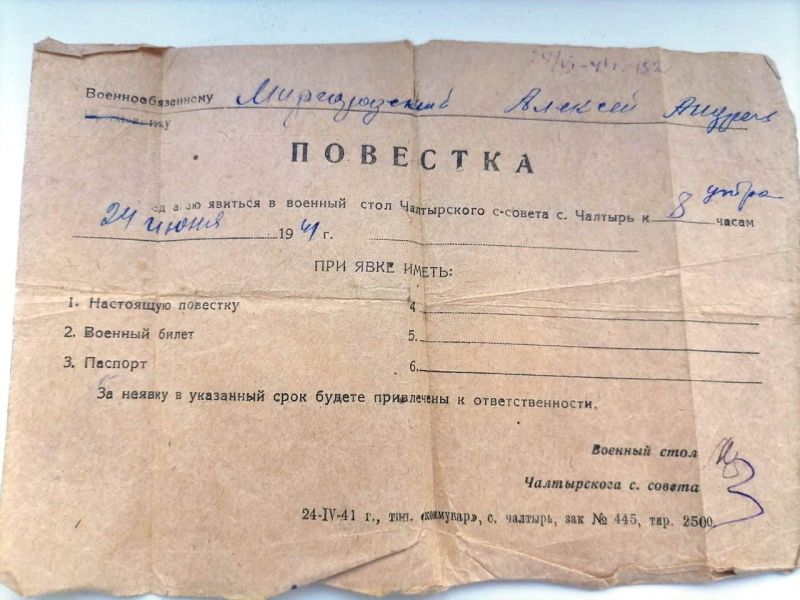 Военнообязанному Алексей Андреев
ПОВЕСТКА
явиться в военный стол Чалтырского с-совета с. Чалтырь к 8 утра часам
24 июня 1941 г.
ПРИ ЯВКЕ ИМЕТЬ:
1. Настоящую повестку 4.
2. Военный билет 5.
3. Паспорт 6.
За неявку в указанный срок будете привлечены к ответственности.
Военный стол
Чалтырскога с. совета
24-IV-41 г., тип. «коммунар», с. чалтырь, зак № 445, тир. 2500.